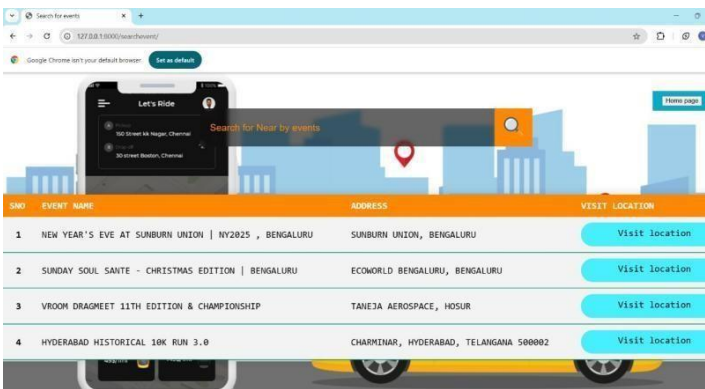 Search for events
127.0.0.1:8000/searchevent/
Google Chrome isn't your default browser
Set as default
Let's Ride
Home page
150 Street kk Nagar, Chennai
30 street Boston, Chennai
Search for Near by events
SNO EVENT NAME ADDRESS VISIT LOCATION
1 NEW YEAR'S EVE AT SUNBURN UNION | NY2025 , BENGALURU SUNBURN UNION, BENGALURU Visit location
2 SUNDAY SOUL SANTE - CHRISTMAS EDITION | BENGALURU ECOWORLD BENGALURU, BENGALURU Visit location
3 VROOM DRAGMEET 11TH EDITION & CHAMPIONSHIP TANEJA AEROSPACE, HOSUR Visit location
4 HYDERABAD HISTORICAL 10K RUN 3.0 CHARMINAR, HYDERABAD, TELANGANA 500002 Visit location